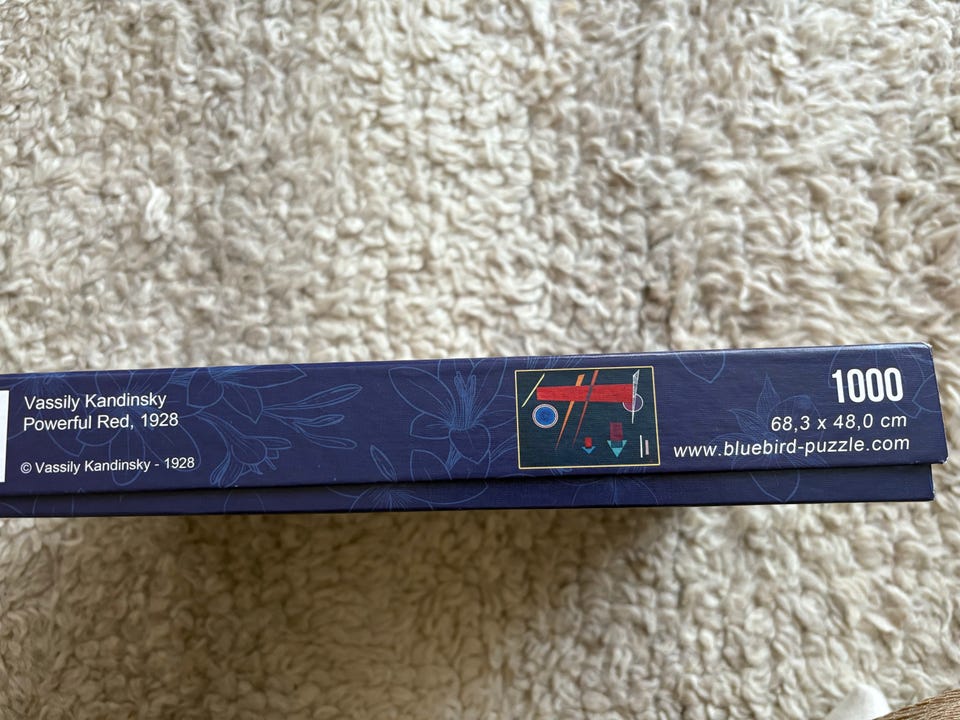 Vassily Kandinsky
Powerful Red, 1928
© Vassily Kandinsky - 1928
1000
68,3 x 48,0 cm
www.bluebird-puzzle.com